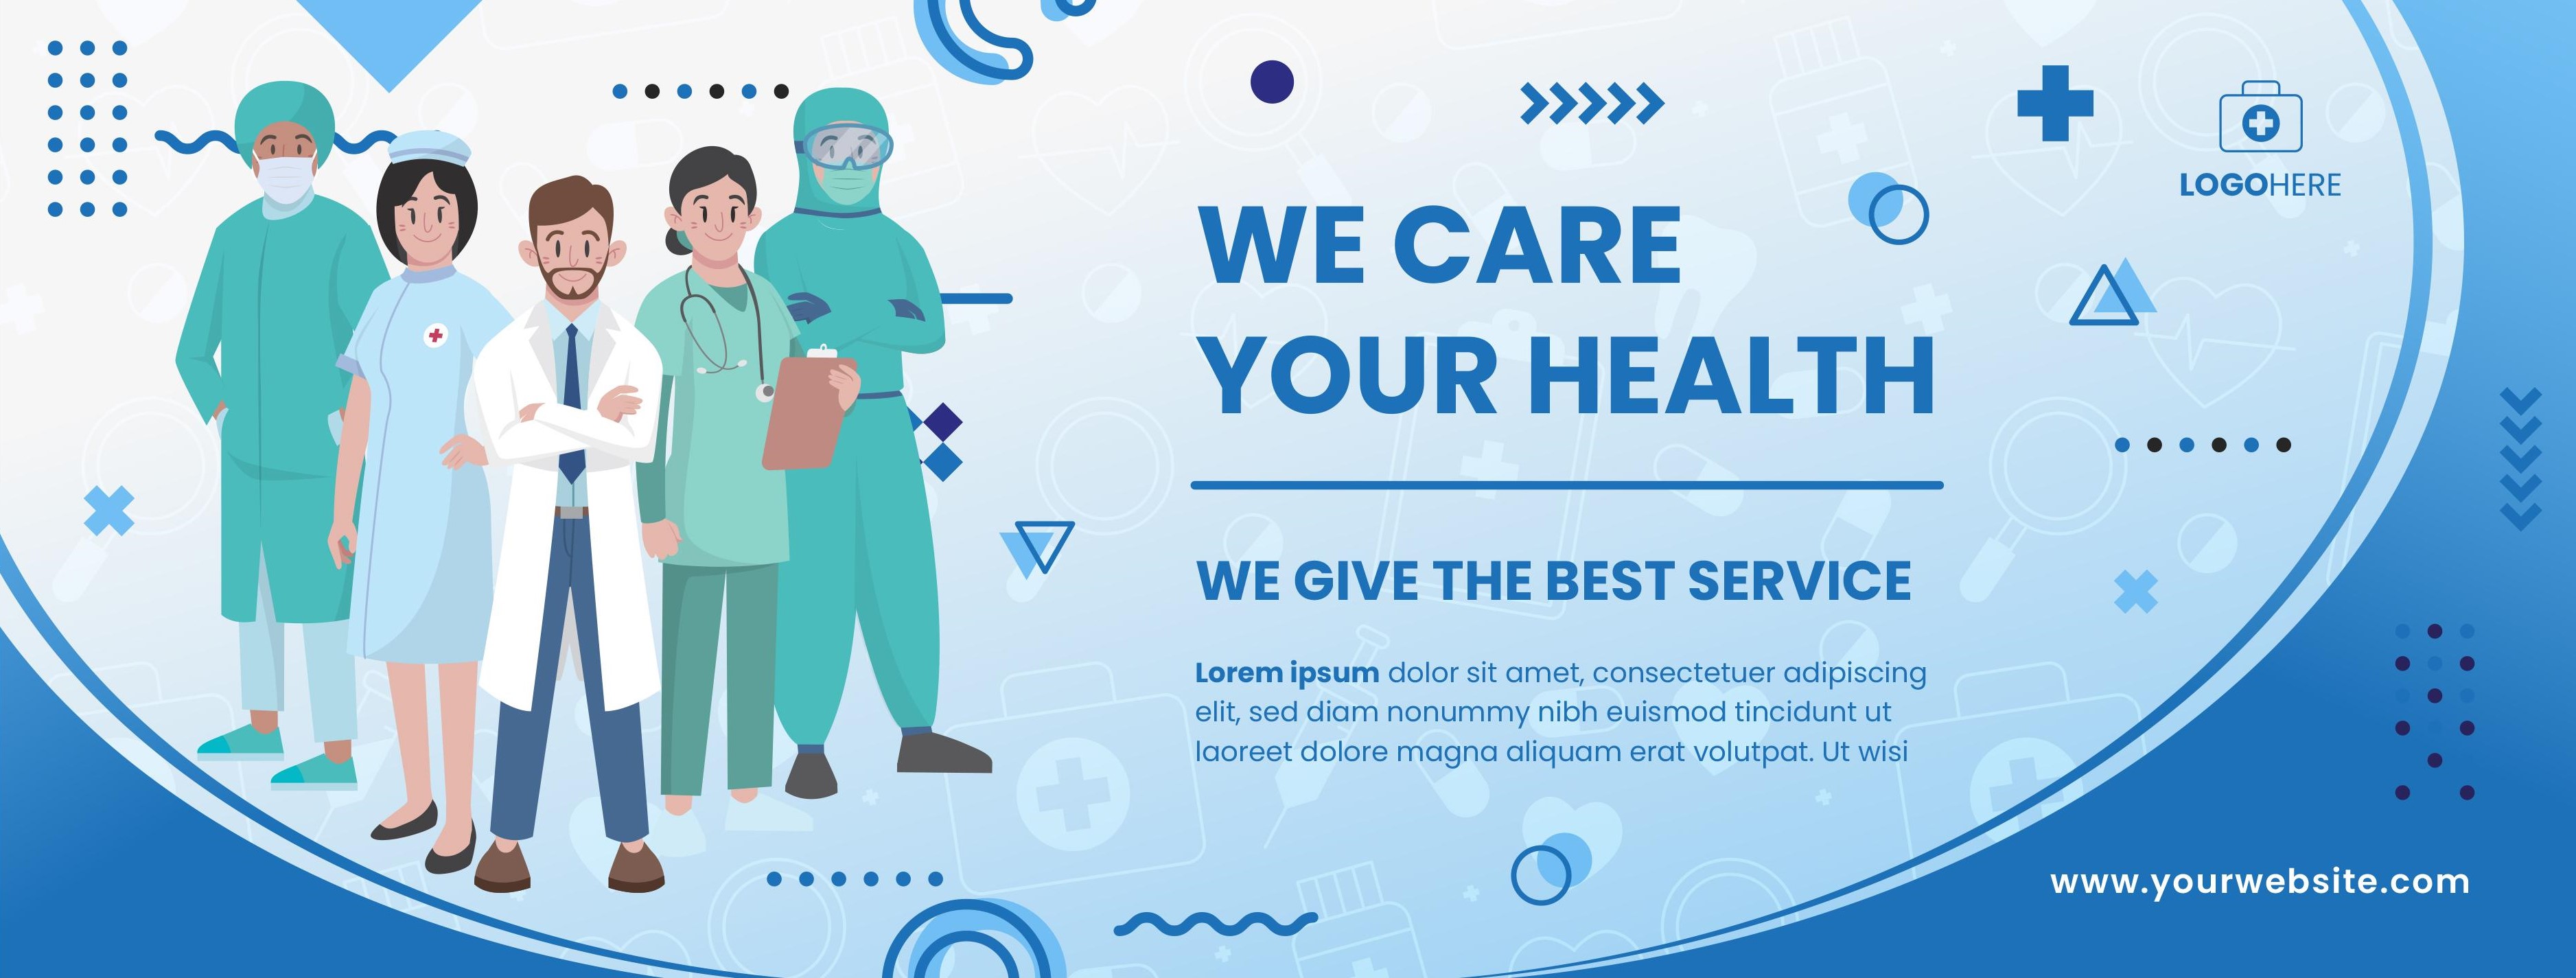 LOGOHERE
WE CARE
YOUR HEALTH
WE GIVE THE BEST SERVICE
Lorem ipsum dolor sit amet, consectetuer adipiscing
elit, sed diam nonummy nibh euismod tincidunt ut
laoreet dolore magna aliquam erat volutpat. Ut wisi
www.yourwebsite.com